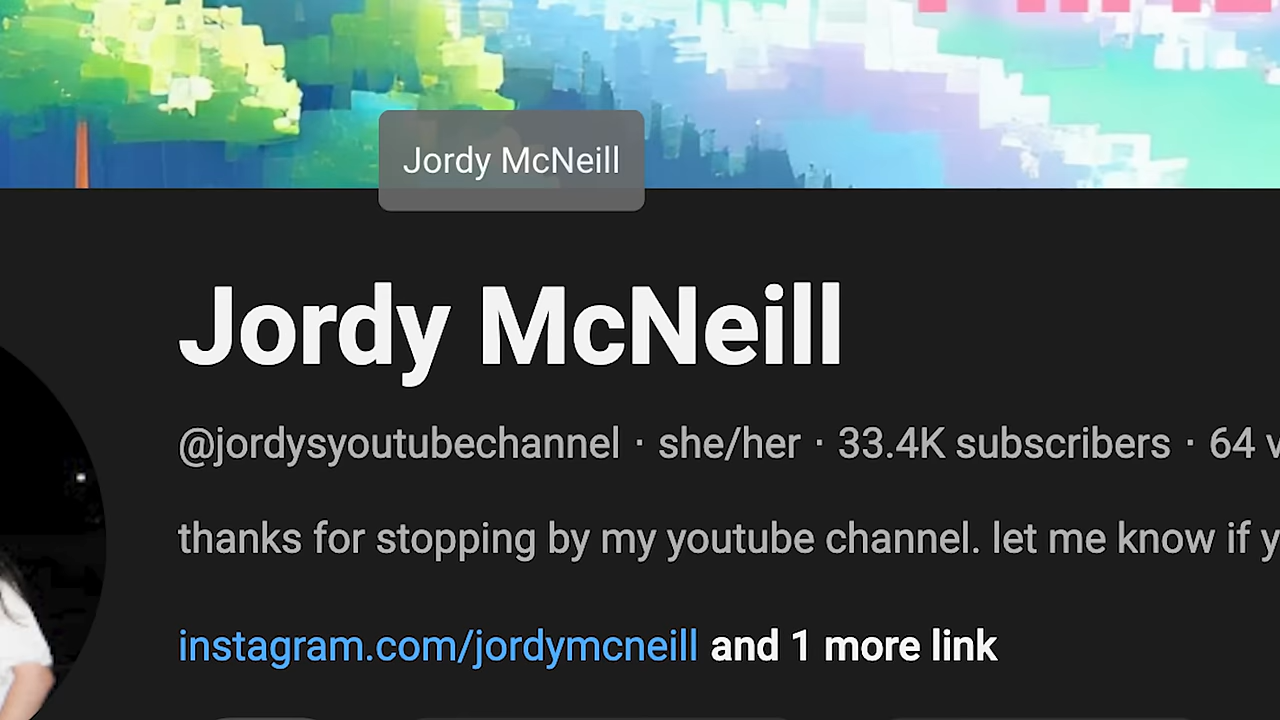 Jordy McNeill
Jordy McNeill
@jordysyoutubechannel · she/her · 33.4K subscribers · 64
thanks for stopping by my youtube channel. let me know if
instagram.com/jordymcneill and 1 more link